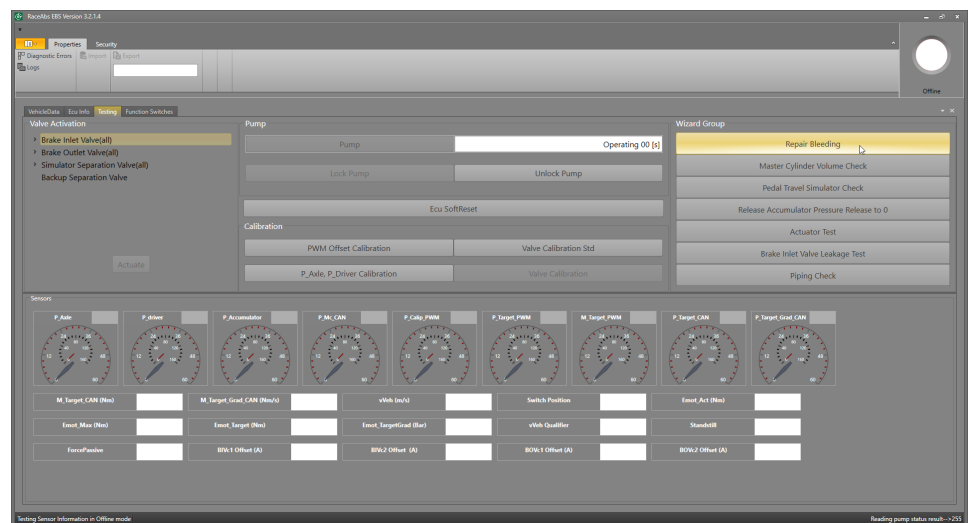 RaceAbs EBS Version 3.2.1.4
Properties Security
Diagnostic Errors Import Export
Logs
Offline
VehicleData Ecu Info Testing Function Switches
Valve Activation
Brake Inlet Valve(all)
Brake Outlet Valve(all)
Simulator Separation Valve(all)
Backup Separation Valve
Actuate
Pump
Pump Operating 00 [s]
Lock Pump Unlock Pump
Ecu SoftReset
Calibration
PWM Offset Calibration Valve Calibration Std
P_Axle, P_Driver Calibration Valve Calibration
Wizard Group
Repair Bleeding
Master Cylinder Volume Check
Pedal Travel Simulator Check
Release Accumulator Pressure Release to 0
Actuator Test
Brake Inlet Valve Leakage Test
Piping Check
Sensors
P_Axle P_driver P_Accumulator P_Mc_CAN P_Calip_PWM P_Target_PWM M_Target_PWM P_Target_CAN P_Target_Grad_CAN
M_Target_CAN (Nm) M_Target_Grad_CAN (Nm/s) vVeh (m/s) Switch Position Emot_Act (Nm)
Emot_Max (Nm) Emot_Target (Nm) Emot_TargetGrad (Bar) vVeh Qualifier Standstill
ForcePassive BIVc1 Offset (A) BIVc2 Offset (A) BOVc1 Offset (A) BOVc2 Offset (A)
Testing Sensor Information in Offline mode Reading pump status result-->255